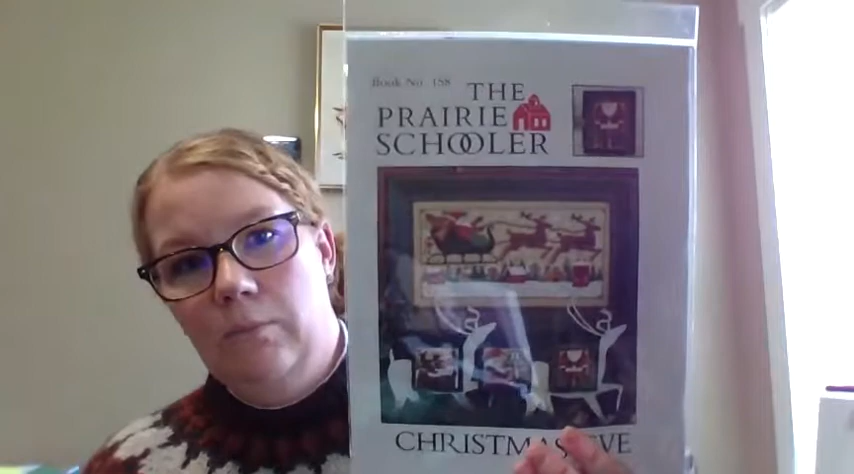 Book No. 158
THE
PRAIRIE
SCHOOLER
CHRISTMAS EVE